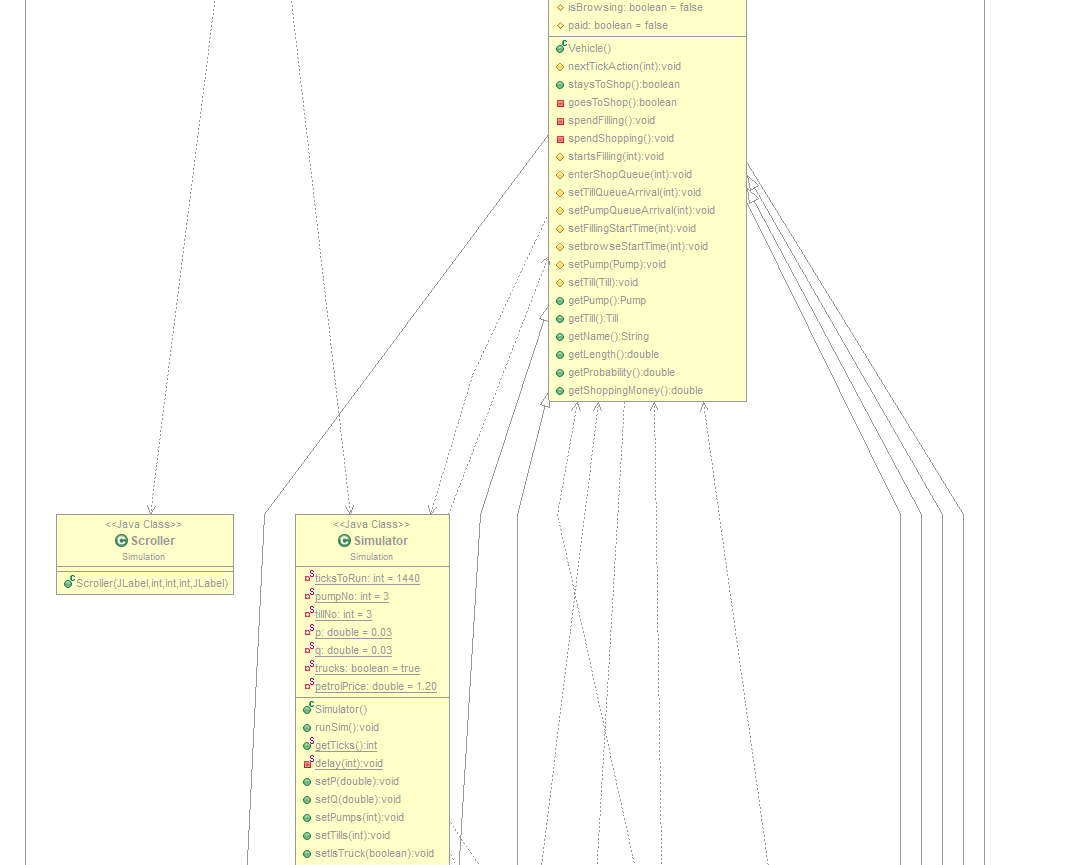 isBrowsing: boolean = false
paid: boolean = false
Vehicle()
nextTickAction(int):void
staysToShop():boolean
goesToShop():boolean
spendFilling():void
spendShopping():void
startsFilling(int):void
enterShopQueue(int):void
setTillQueueArrival(int):void
setPumpQueueArrival(int):void
setFillingStartTime(int):void
setbrowseStartTime(int):void
setPump(Pump):void
setTill(Till):void
getPump():Pump
getTill():Till
getName():String
getLength():double
getProbability():double
getShoppingMoney():double
<<Java Class>>
Scroller
Simulation
Scroller(JLabel,int,int,int,JLabel)
<<Java Class>>
Simulator
Simulation
ticksToRun: int = 1440
pumpNo: int = 3
tillNo: int = 3
p: double = 0.03
q: double = 0.03
trucks: boolean = true
petrolPrice: double = 1.20
Simulator()
runSim():void
getTicks():int
delay(int):void
setP(double):void
setQ(double):void
setPumps(int):void
setTills(int):void
setIsTruck(boolean):void